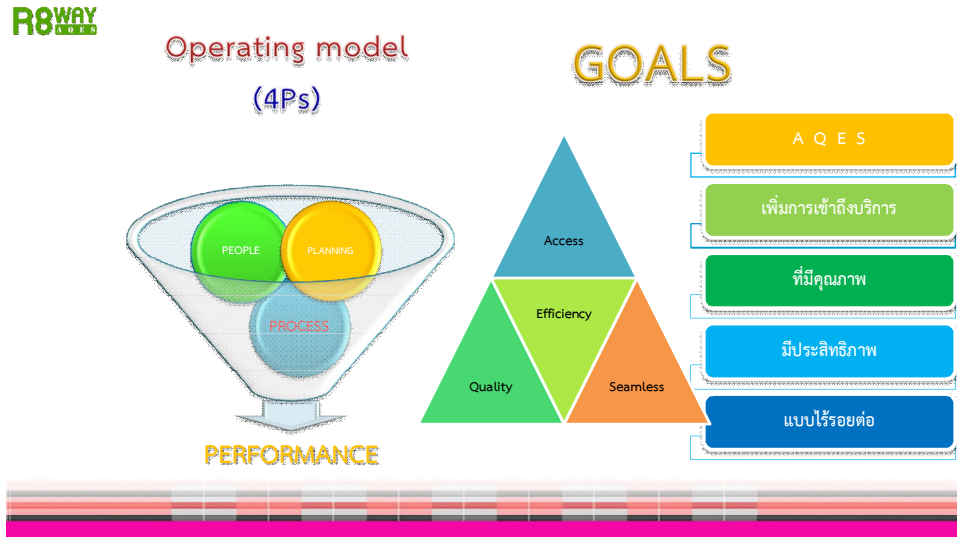 R8WAY
AQES
Operating model
(4Ps)
GOALS
PEOPLE
PLANNING
PROCESS
PERFORMANCE
Access
Efficiency
Quality
Seamless
A Q E S
เพิ่มการเข้าถึงบริการ
ที่มีคุณภาพ
มีประสิทธิภาพ
แบบไร้รอยต่อ